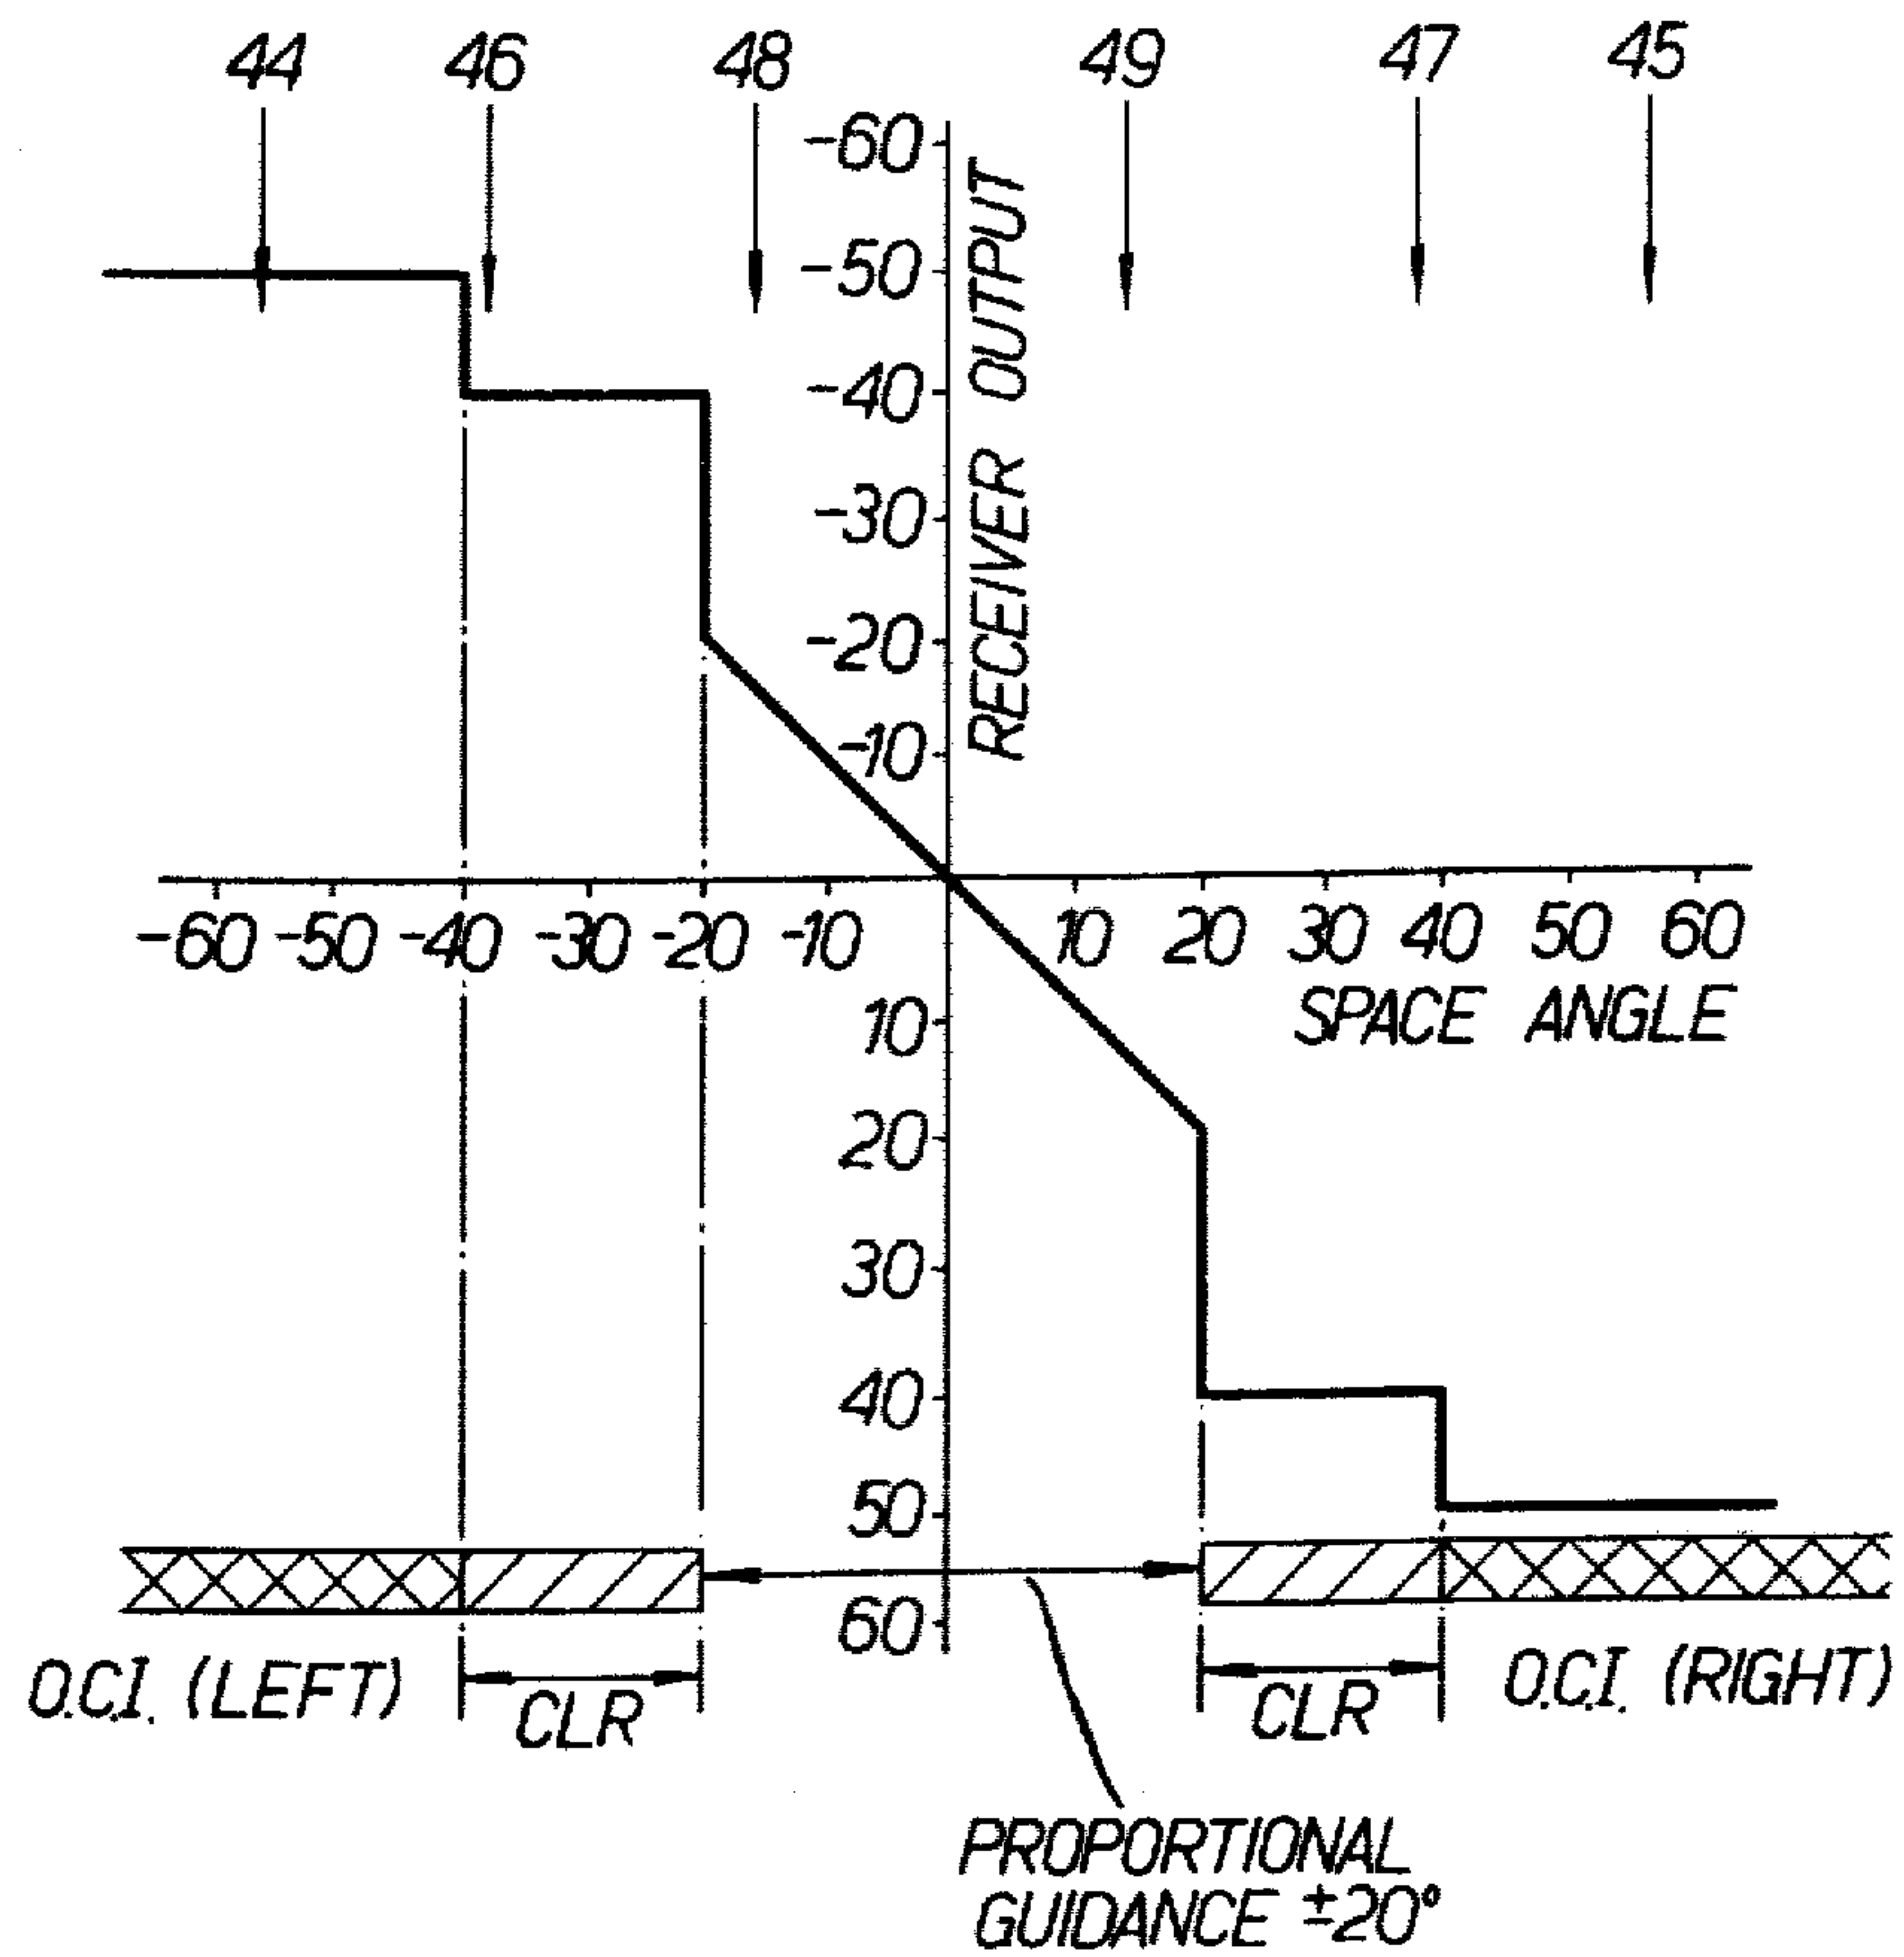 44 46 48 49 47 45
-60
-50
-40
-30
-20
-10
RECEIVER OUTPUT
-60 -50 -40 -30 -20 -10 10 20 30 40 50 60
SPACE ANGLE
10
20
30
40
50
60
O.C.I. (LEFT)
CLR
CLR
O.C.I. (RIGHT)
PROPORTIONAL
GUIDANCE ±20°